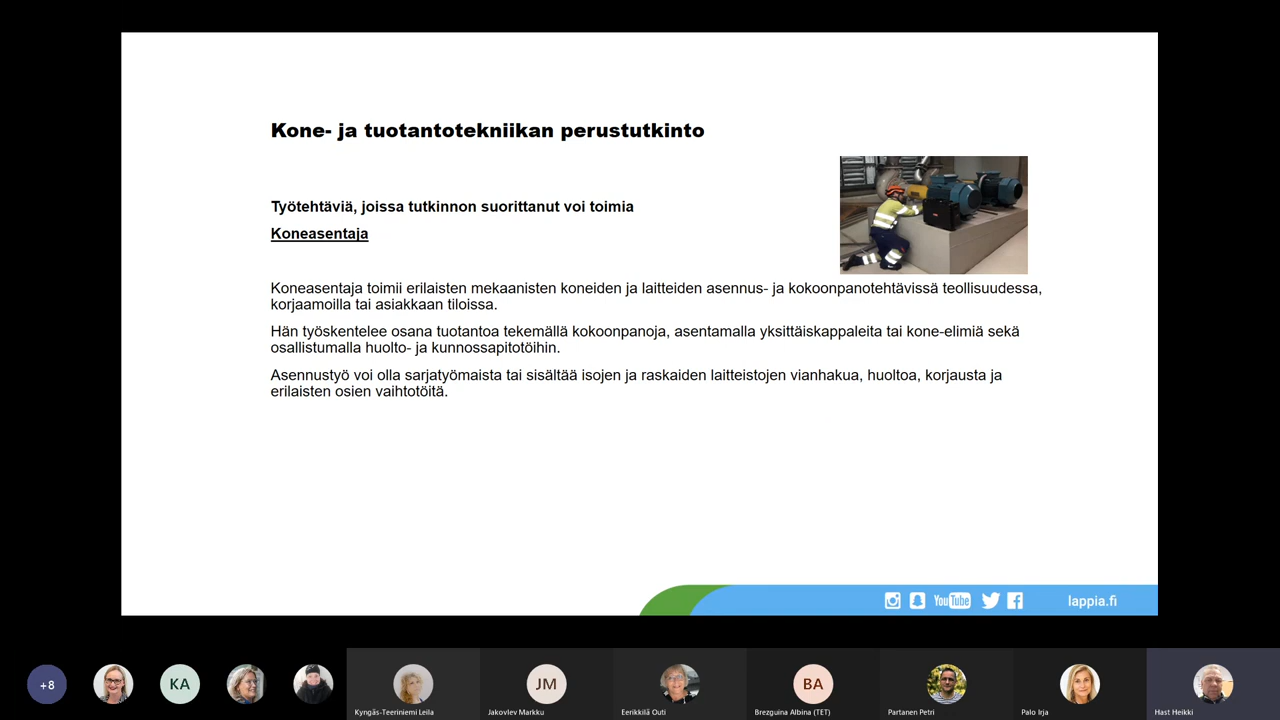 Kone- ja tuotantotekniikan perustutkinto
Työtehtäviä, joissa tutkinnon suorittanut voi toimia
Koneasentaja
Koneasentaja toimii erilaisten mekaanisten koneiden ja laitteiden asennus- ja kokoonpanotehtävissä teollisuudessa,
korjaamoilla tai asiakkaan tiloissa.
Hän työskentelee osana tuotantoa tekemällä kokoonpanoja, asentamalla yksittäiskappaleita tai kone-elimiä sekä
osallistumalla huolto- ja kunnossapitotöihin.
Asennustyö voi olla sarjatyömaista tai sisältää isojen ja raskaiden laitteistojen vianhakua, huoltoa, korjausta ja
erilaisten osien vaihtotöitä.
YouTube
lappia.fi
+8
KA
JM
BA
Kyngäs-Teeriniemi Leila
Jakovlev Markku
Eerikkilä Outi
Brezguina Albina (TET)
Partanen Petri
Palo Irja
Hast Heikki